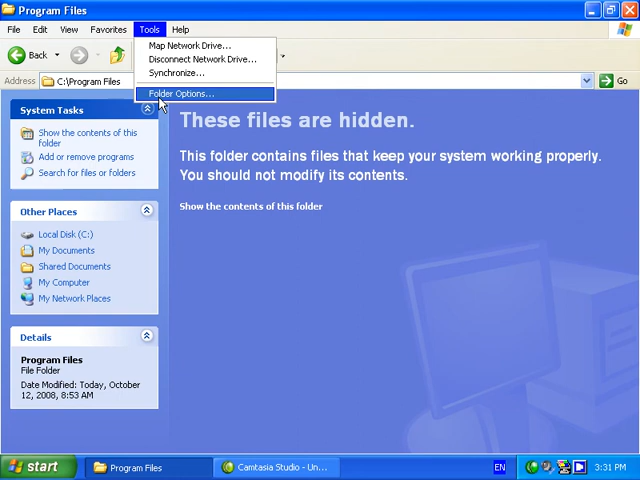 Program Files
File Edit View Favorites Tools Help
Back
Map Network Drive...
Disconnect Network Drive...
Synchronize...
Folder Options...
Address C:\Program Files Go
System Tasks
Show the contents of this
folder
Add or remove programs
Search for files or folders
Other Places
Local Disk (C:)
My Documents
Shared Documents
My Computer
My Network Places
Details
Program Files
File Folder
Date Modified: Today, October
12, 2008, 8:53 AM
These files are hidden.
This folder contains files that keep your system working properly.
You should not modify its contents.
Show the contents of this folder
start Program Files Camtasia Studio - Un... EN 3:31 PM